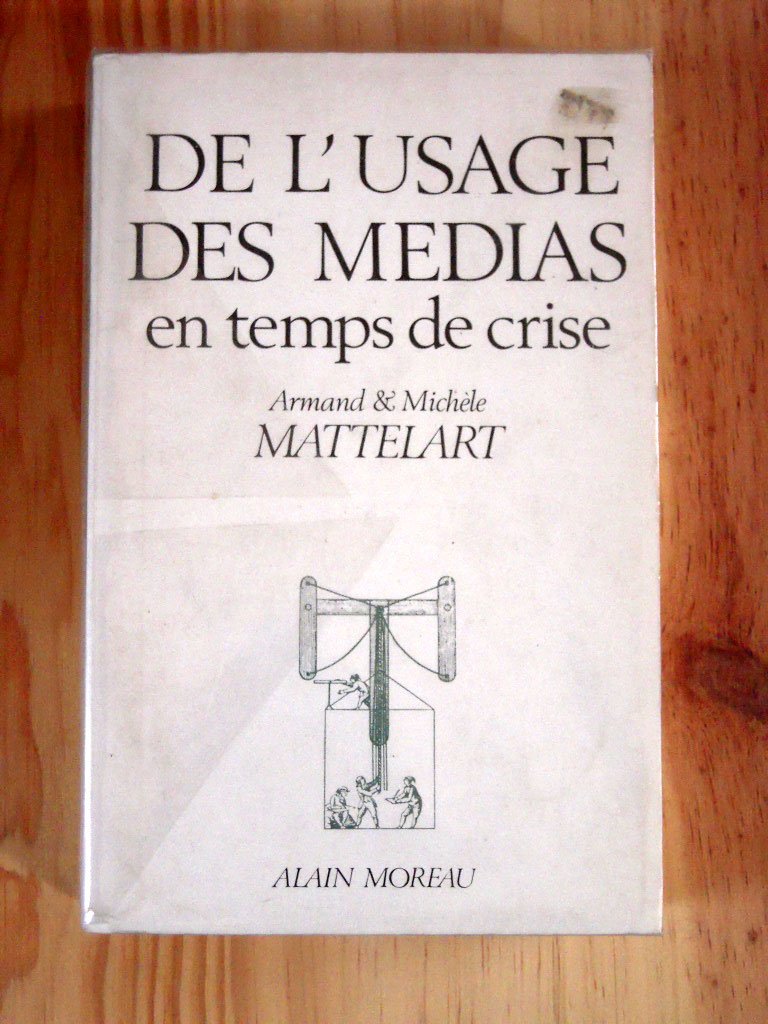 DE L'USAGE
DES MEDIAS
en temps de crise
Armand & Michèle
MATTELART
ALAIN MOREAU